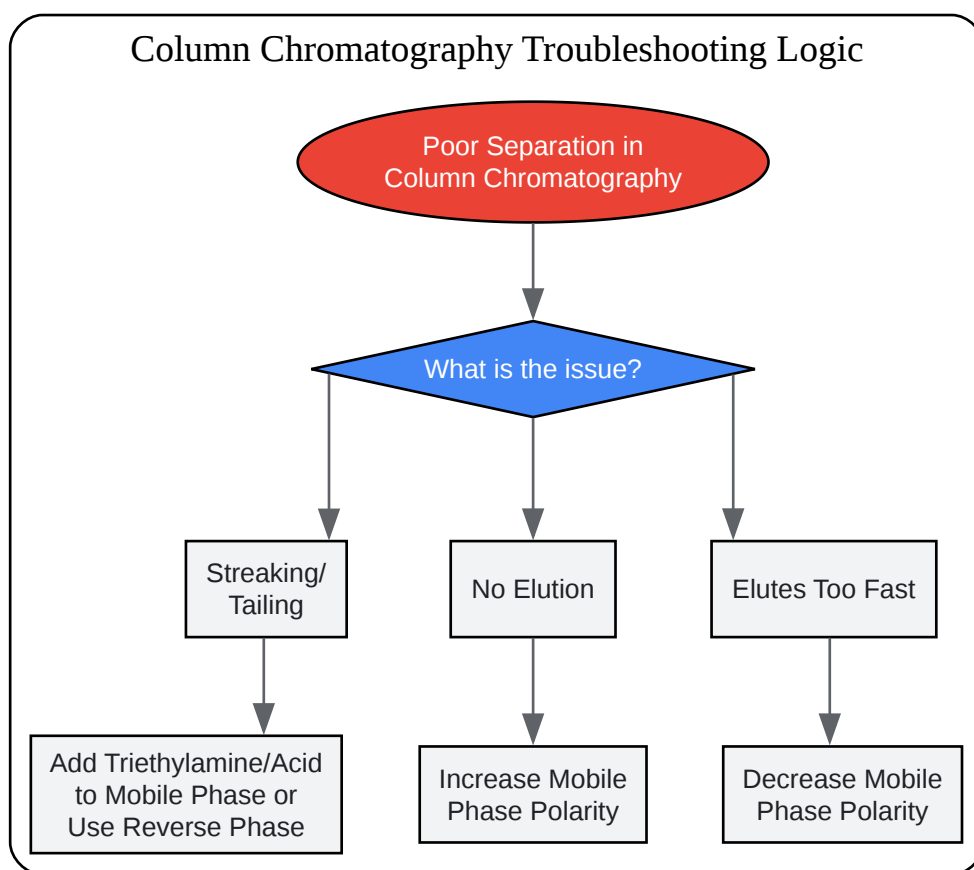 Column Chromatography Troubleshooting Logic
Poor Separation in
Column Chromatography
What is the issue?
Streaking/
Tailing
No Elution
Elutes Too Fast
Add Triethylamine/Acid
to Mobile Phase or
Use Reverse Phase
Increase Mobile
Phase Polarity
Decrease Mobile
Phase Polarity